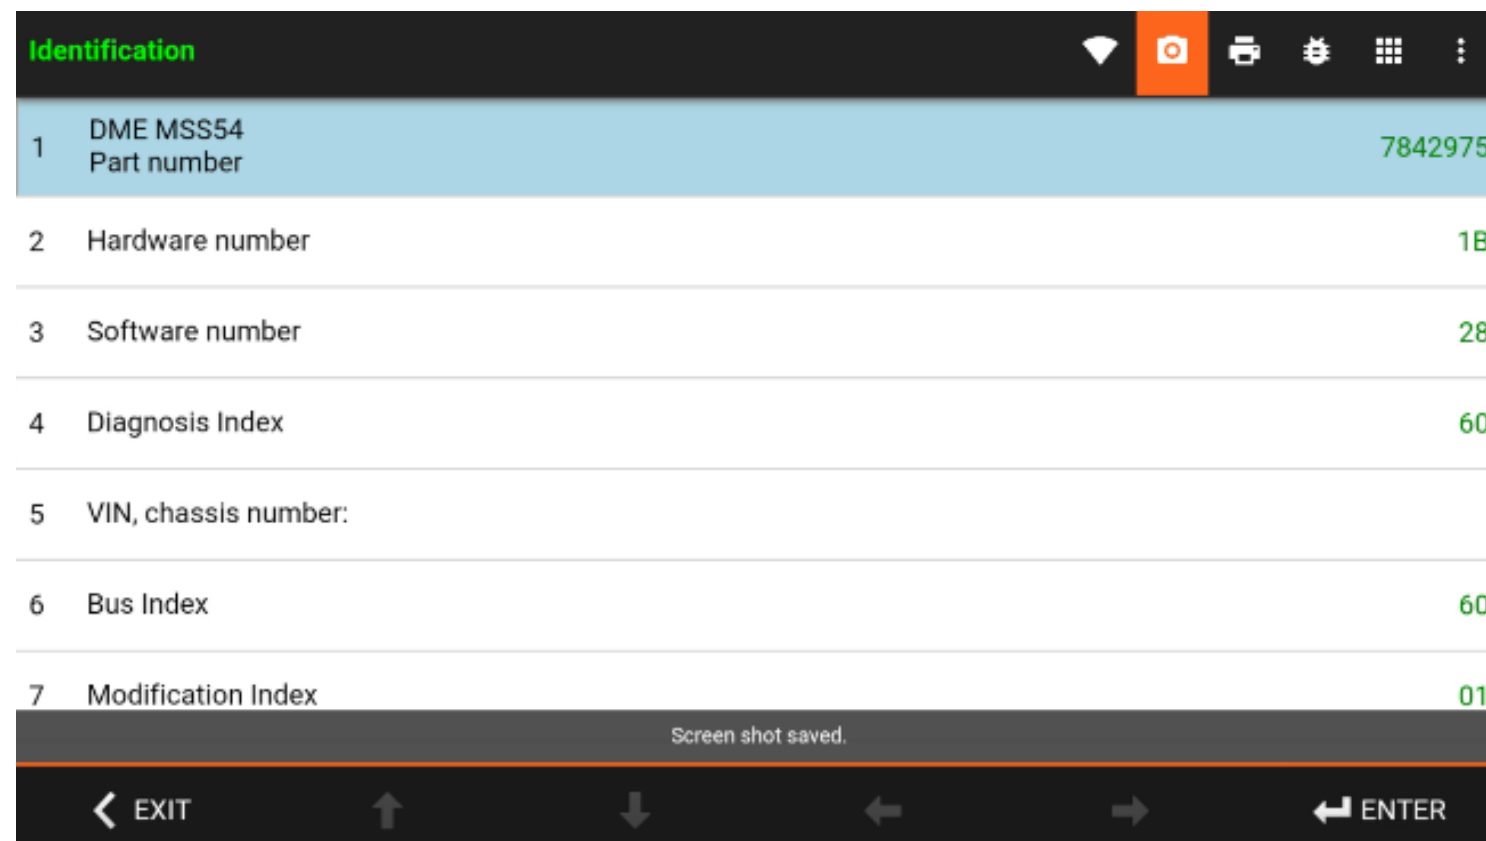 Identification
1 DME MSS54
Part number 7842975
2 Hardware number 1B
3 Software number 28
4 Diagnosis Index 60
5 VIN, chassis number:
6 Bus Index 60
7 Modification Index 01
Screen shot saved.
EXIT ENTER